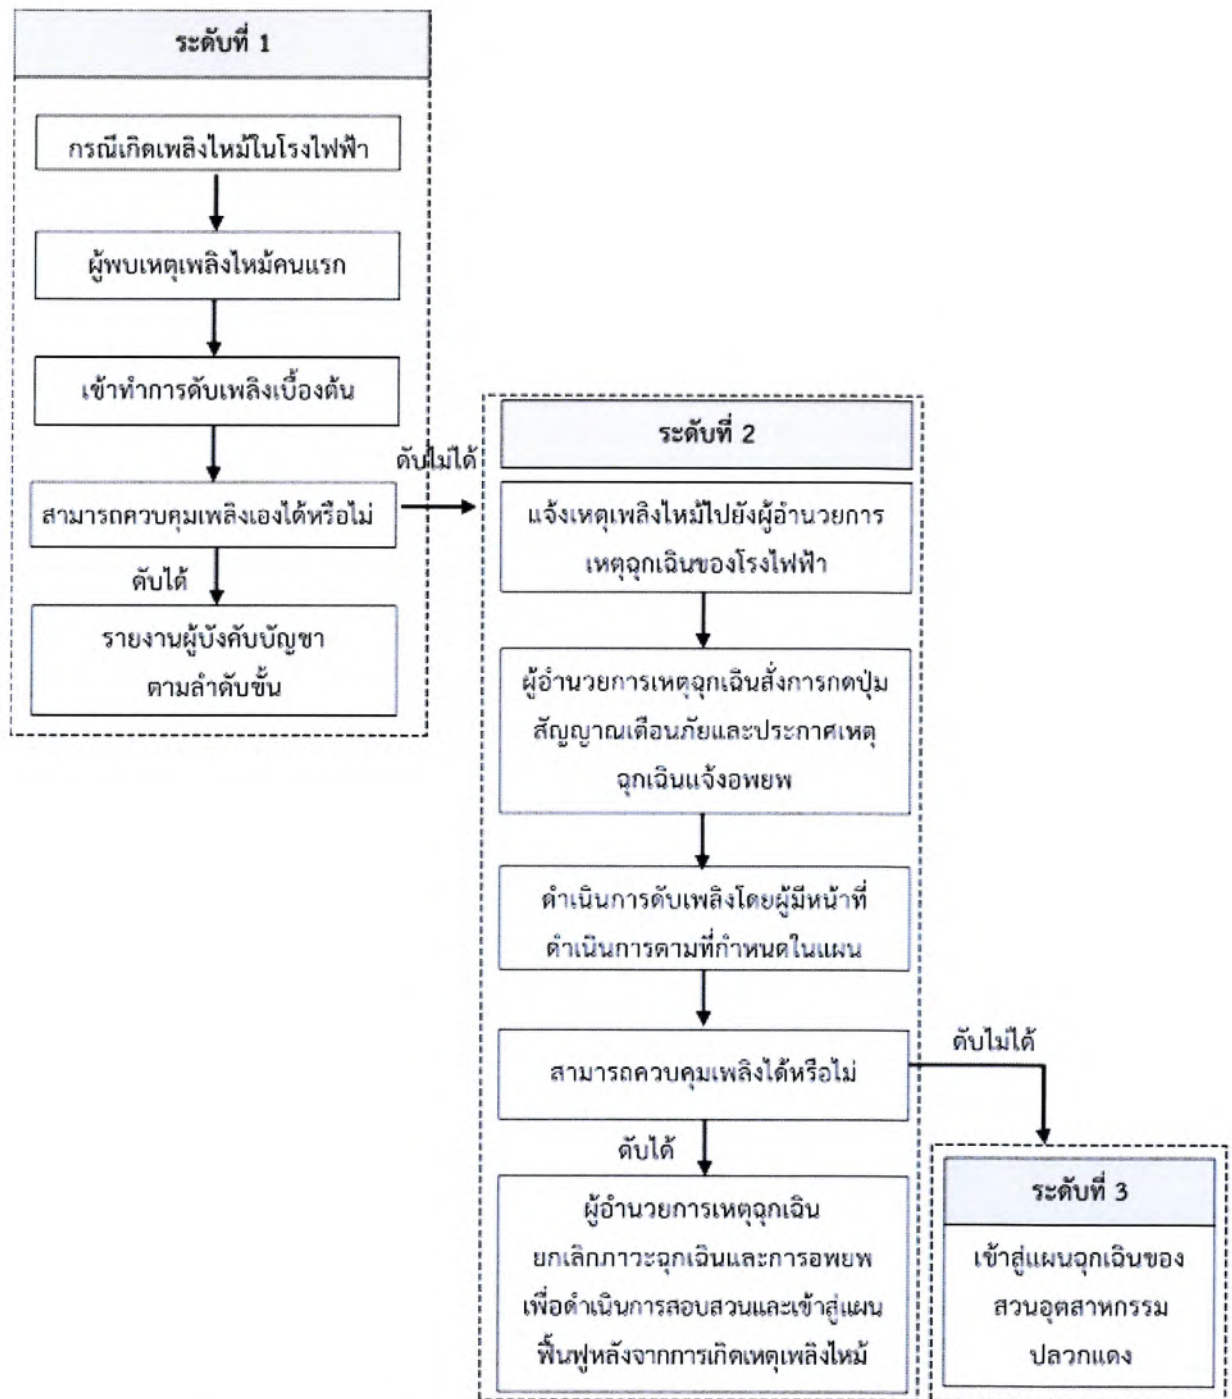 ระดับที่ 1
กรณีเกิดเพลิงไหม้ในโรงไฟฟ้า
ผู้พบเหตุเพลิงไหม้คนแรก
เข้าทำการดับเพลิงเบื้องต้น
สามารถควบคุมเพลิงเองได้หรือไม่
ดับไม่ได้
ดับได้
รายงานผู้บังคับบัญชา
ตามลำดับขั้น
ระดับที่ 2
แจ้งเหตุเพลิงไหม้ไปยังผู้อำนวยการ
เหตุฉุกเฉินของโรงไฟฟ้า
ผู้อำนวยการเหตุฉุกเฉินสั่งการกดปุ่ม
สัญญาณเตือนภัยและประกาศเหตุ
ฉุกเฉินแจ้งอพยพ
ดำเนินการดับเพลิงโดยผู้มีหน้าที่
ดำเนินการตามที่กำหนดในแผน
สามารถควบคุมเพลิงได้หรือไม่
ดับไม่ได้
ดับได้
ผู้อำนวยการเหตุฉุกเฉิน
ยกเลิกภาวะฉุกเฉินและการอพยพ
เพื่อดำเนินการสอบสวนและเข้าสู่แผน
ฟื้นฟูหลังจากการเกิดเหตุเพลิงไหม้
ระดับที่ 3
เข้าสู่แผนฉุกเฉินของ
สวนอุตสาหกรรม
ปลวกแดง